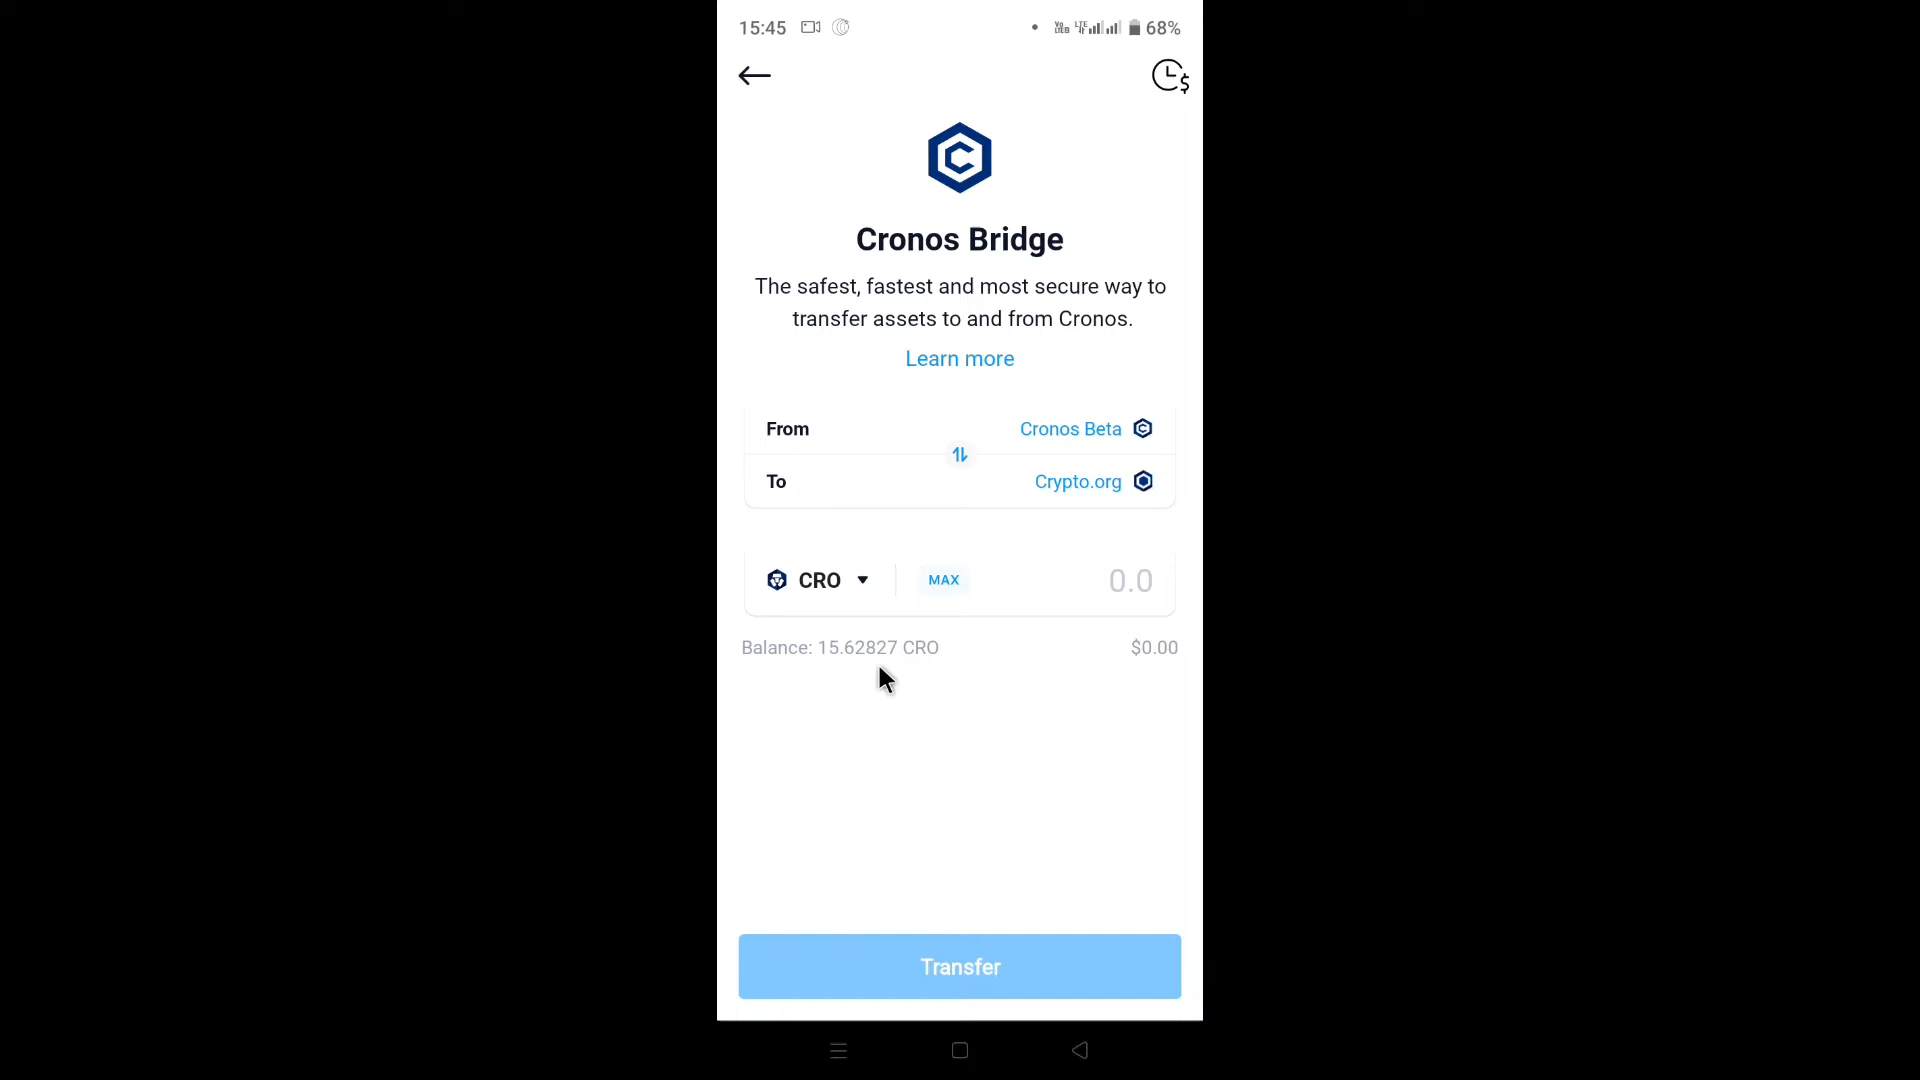 15:45
68%
Cronos Bridge
The safest, fastest and most secure way to
transfer assets to and from Cronos.
Learn more
From Cronos Beta
To Crypto.org
CRO MAX 0.0
Balance: 15.62827 CRO $0.00
Transfer